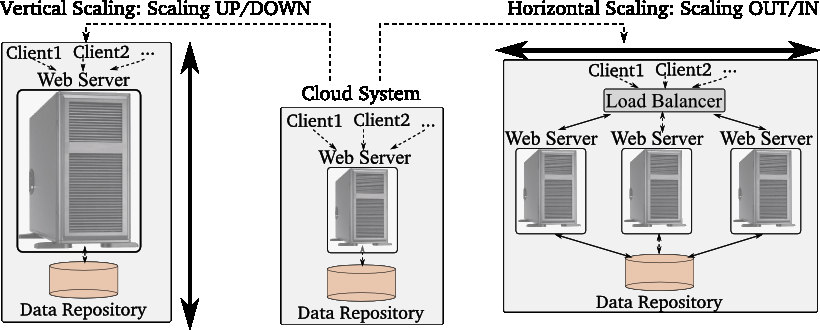 Vertical Scaling: Scaling UP/DOWN
Client1 Client2 ...
Web Server
Data Repository
Cloud System
Client1 Client2 ...
Web Server
Data Repository
Horizontal Scaling: Scaling OUT/IN
Client1 Client2 ...
Load Balancer
Web Server Web Server Web Server
Data Repository